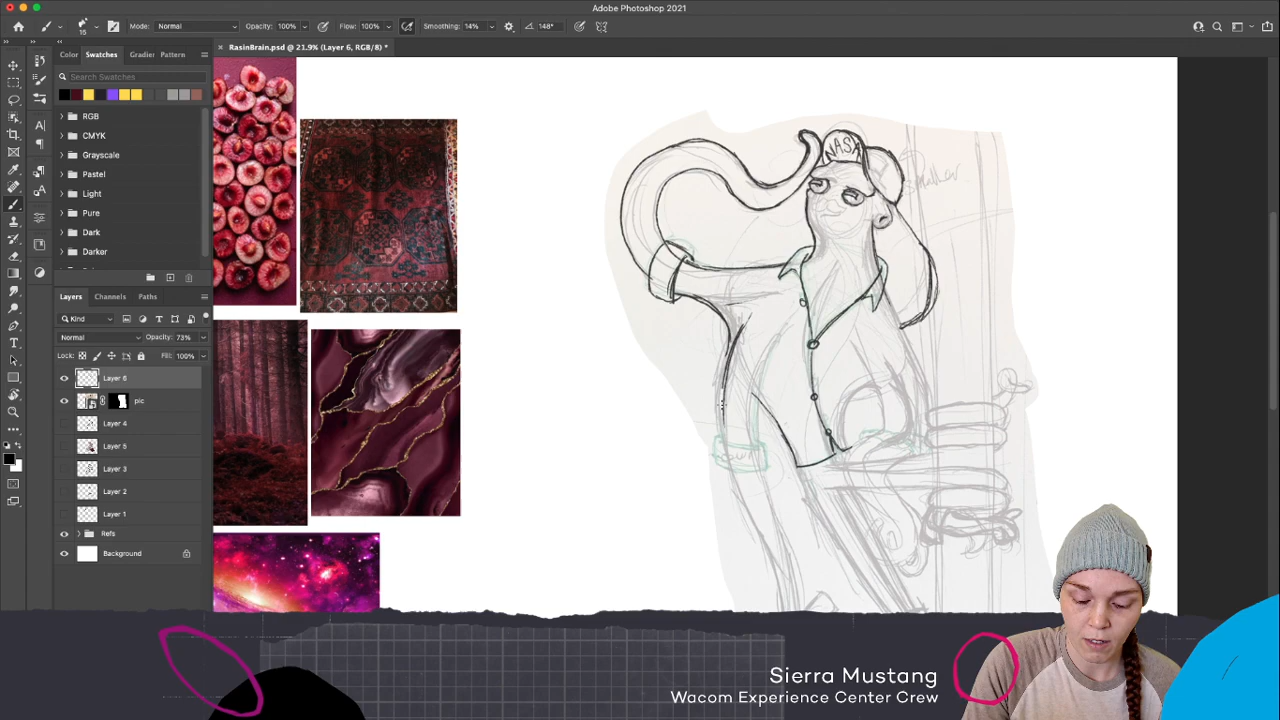 Adobe Photoshop 2021
15 Mode: Normal Opacity: 100% Flow: 100% Smoothing: 14% 148°
Color Swatches Gradier Pattern
× RasinBrain.psd @ 21.9% (Layer 6, RGB/8) *
Search Swatches
RGB
CMYK
Grayscale
Pastel
Light
Pure
Dark
Darker
Layers Channels Paths
Kind
Normal Opacity: 73%
Lock: Fill: 100%
Layer 6
pic
Layer 4
Layer 5
Layer 3
Layer 2
Layer 1
Refs
Background
NASA
Sierra Mustang
Wacom Experience Center Crew